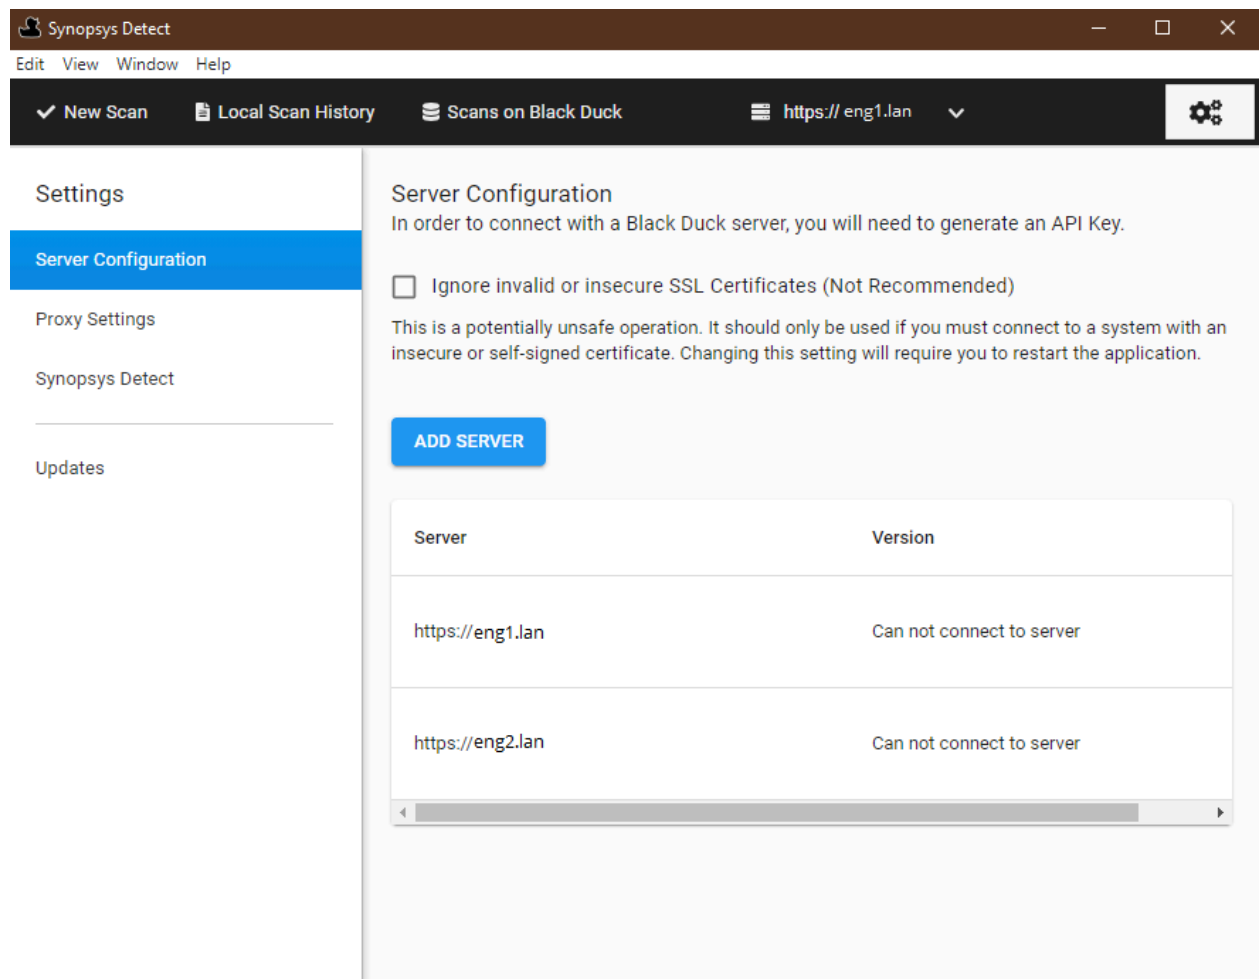 Synopsys Detect
Edit View Window Help
New Scan Local Scan History Scans on Black Duck https:// eng1.lan
Settings
Server Configuration
Proxy Settings
Synopsys Detect
Updates
Server Configuration
In order to connect with a Black Duck server, you will need to generate an API Key.
Ignore invalid or insecure SSL Certificates (Not Recommended)
This is a potentially unsafe operation. It should only be used if you must connect to a system with an
insecure or self-signed certificate. Changing this setting will require you to restart the application.
ADD SERVER
Server Version
https://eng1.lan Can not connect to server
https://eng2.lan Can not connect to server